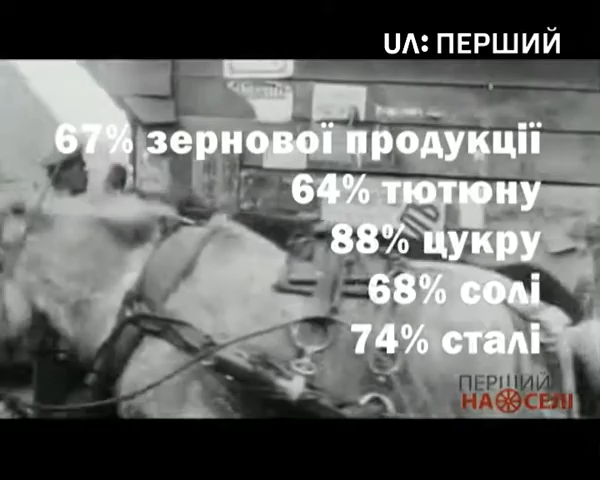 UA: ПЕРШИЙ
67% зернової продукції
64% тютюну
88% цукру
68% солі
74% сталі
ПЕРШИЙ
НА СЕЛІ